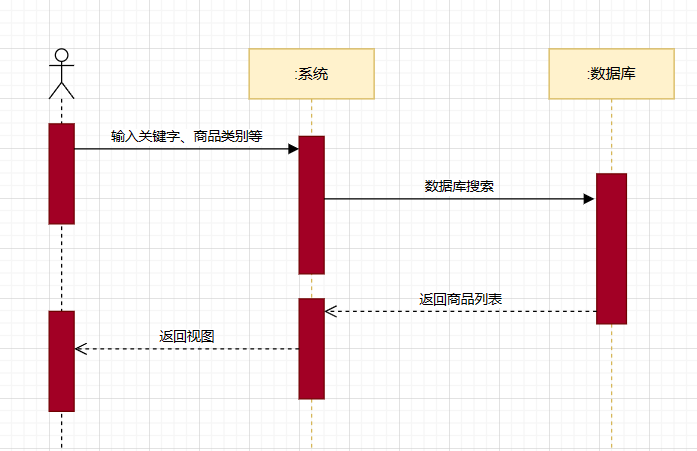 :系统
:数据库
输入关键字、商品类别等
数据库搜索
返回商品列表
返回视图